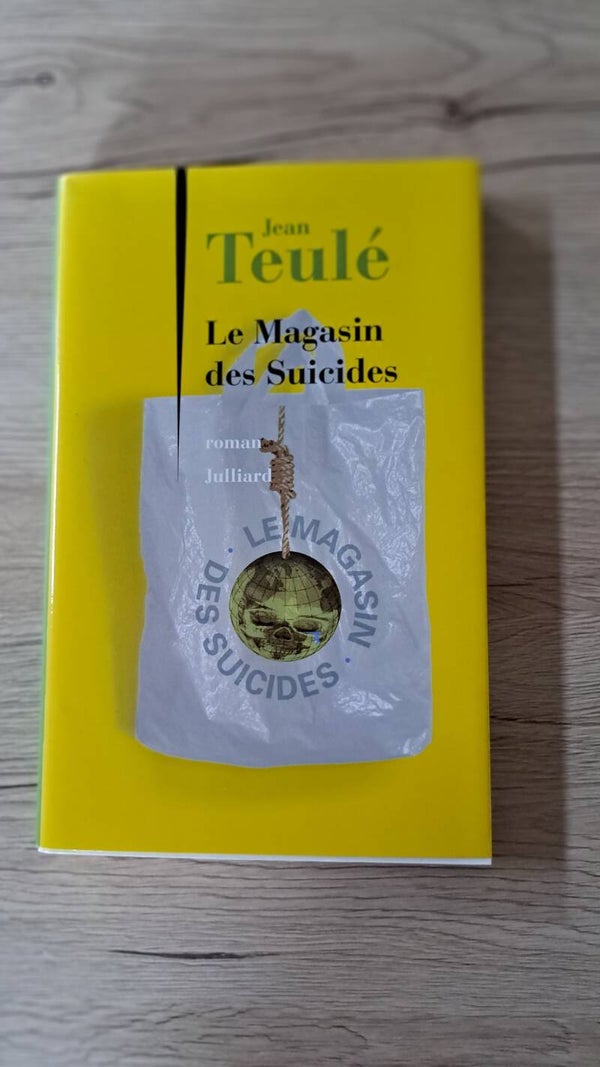 Jean
Teulé
Le Magasin
des Suicides
roman
Julliard
· LE MAGASIN ·
DES SUICIDES